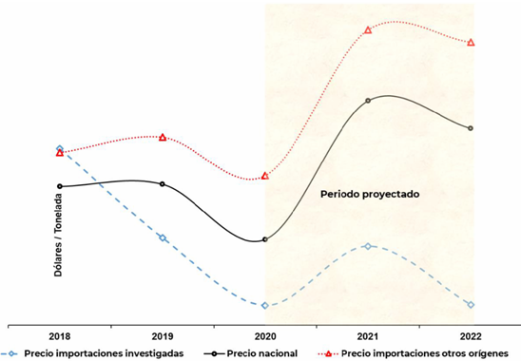 Dólares / Tonelada
Periodo proyectado
2018 2019 2020 2021 2022
Precio importaciones investigadas Precio nacional Precio importaciones otros orígenes